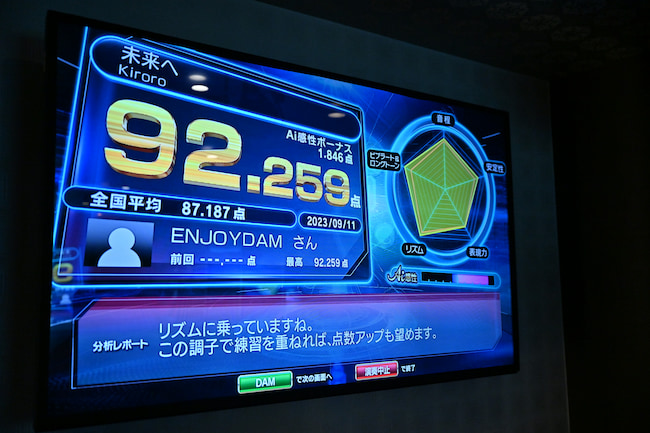 未来へ
Kiroro
Ai感性ボーナス
1.846 点
92.259点
全国平均 87.187点
2023/09/11
ENJOYDAM さん
前回 ---,--- 点 最高 92,259点
音程
ビブラート&
ロングトーン
安定性
リズム
表現力
Ai感性
分析レポート
リズムに乗っていますね。
この調子で練習を重ねれば、点数アップも望めます。
DAM で次の画面へ 演奏中止 で終了